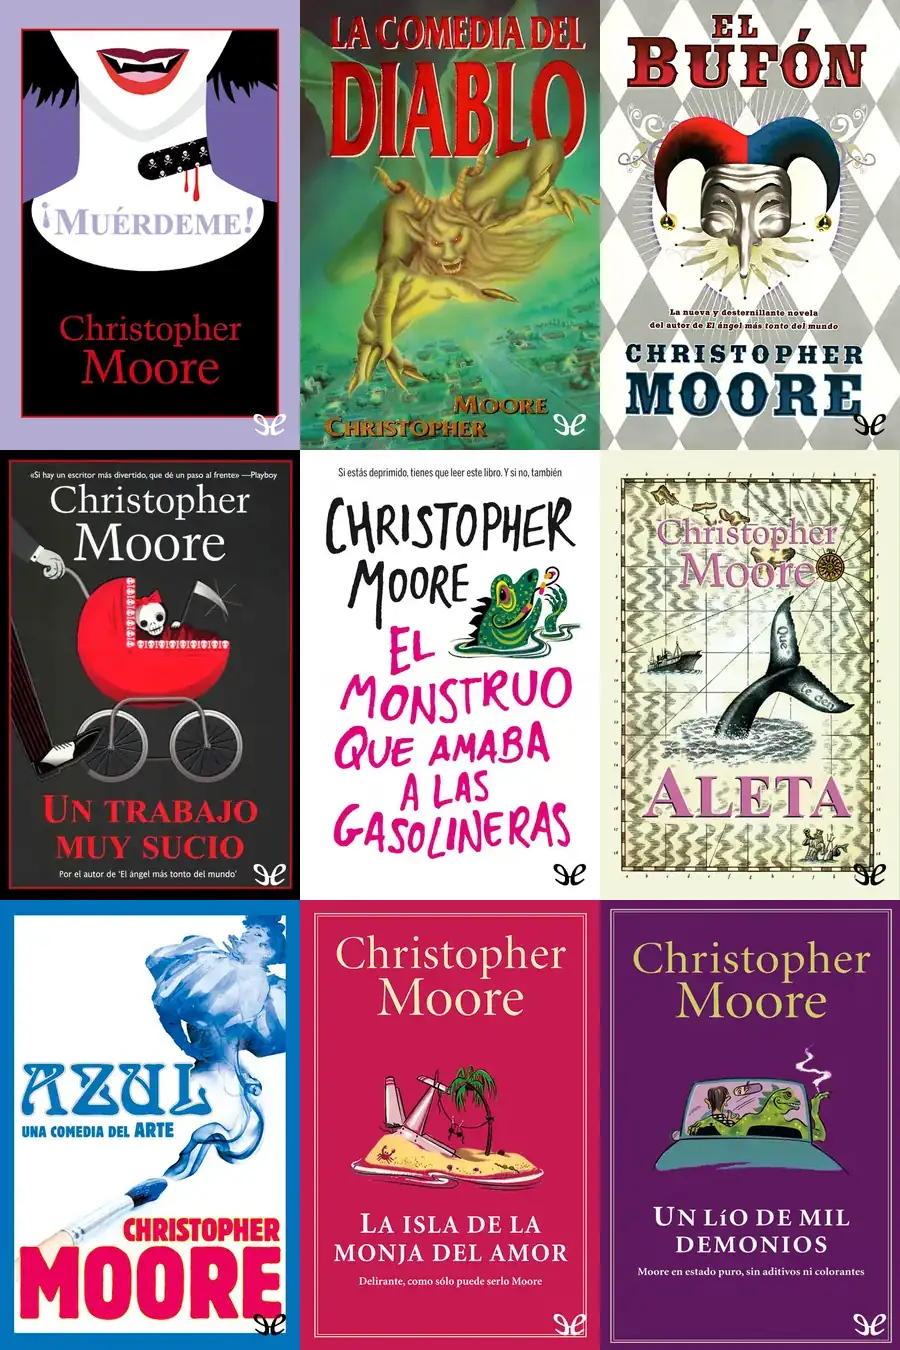 ¡MUÉRDEME!
Christopher
Moore
LA COMEDIA DEL
DIABLO
MOORE
CHRISTOPHER
EL
BUFÓN
La nueva y desternillante novela
del autor de El ángel más tonto del mundo
CHRISTOPHER
MOORE
«Si hay un escritor más divertido, que dé un paso al frente» —Playboy
Christopher
Moore
UN TRABAJO
MUY SUCIO
Por el autor de 'El ángel más tonto del mundo'
Si estás deprimido, tienes que leer este libro. Y si no, también
CHRISTOPHER
MOORE
EL
MONSTRUO
QUE AMABA
A LAS
GASOLINERAS
Christopher
Moore
Que
te den
ALETA
AZUL
UNA COMEDIA DEL ARTE
CHRISTOPHER
MOORE
Christopher
Moore
LA ISLA DE LA
MONJA DEL AMOR
Delirante, como sólo puede serlo Moore
Christopher
Moore
UN LíO DE MIL
DEMONIOS
Moore en estado puro, sin aditivos ni colorantes